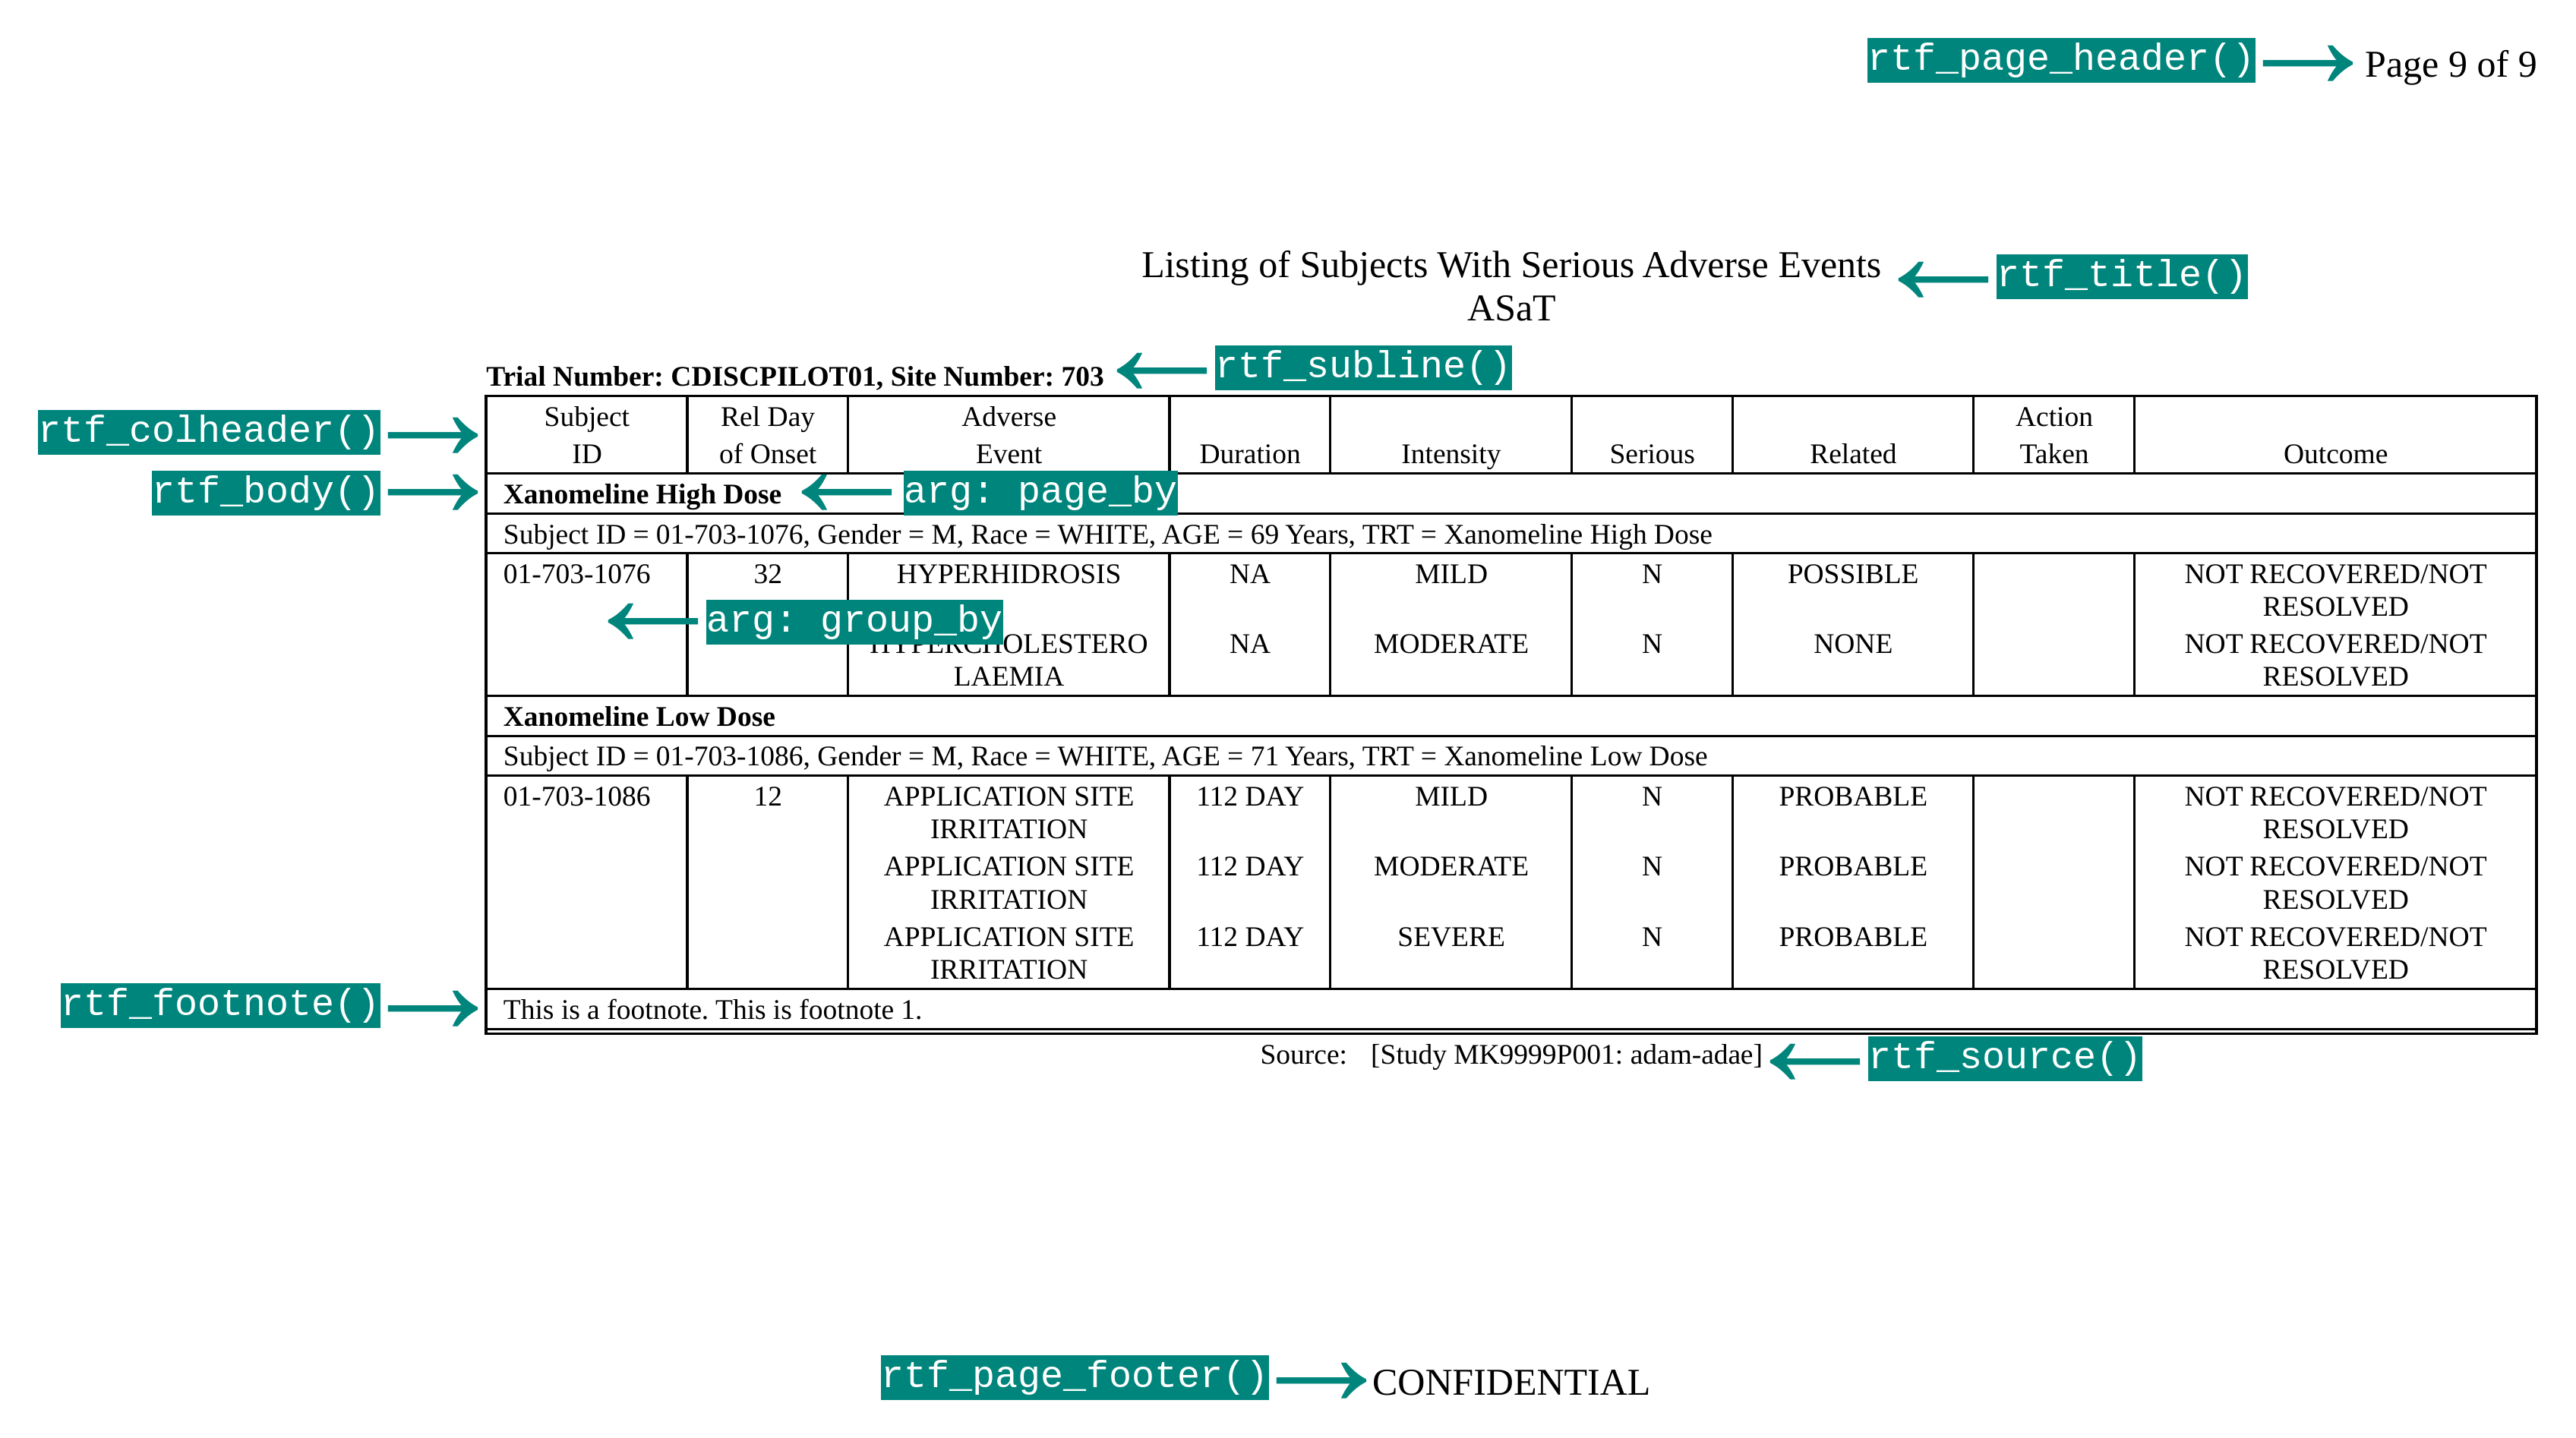 rtf_page_header() Page 9 of 9
Listing of Subjects With Serious Adverse Events rtf_title()
ASaT
Trial Number: CDISCPILOT01, Site Number: 703 rtf_subline()
rtf_colheader() Subject Rel Day Adverse Action
ID of Onset Event Duration Intensity Serious Related Taken Outcome
rtf_body() Xanomeline High Dose arg: page_by
Subject ID = 01-703-1076, Gender = M, Race = WHITE, AGE = 69 Years, TRT = Xanomeline High Dose
01-703-1076 32 HYPERHIDROSIS NA MILD N POSSIBLE NOT RECOVERED/NOT
RESOLVED
arg: group_by
HYPERCHOLESTERO NA MODERATE N NONE NOT RECOVERED/NOT
LAEMIA RESOLVED
Xanomeline Low Dose
Subject ID = 01-703-1086, Gender = M, Race = WHITE, AGE = 71 Years, TRT = Xanomeline Low Dose
01-703-1086 12 APPLICATION SITE 112 DAY MILD N PROBABLE NOT RECOVERED/NOT
IRRITATION RESOLVED
APPLICATION SITE 112 DAY MODERATE N PROBABLE NOT RECOVERED/NOT
IRRITATION RESOLVED
APPLICATION SITE 112 DAY SEVERE N PROBABLE NOT RECOVERED/NOT
IRRITATION RESOLVED
rtf_footnote() This is a footnote. This is footnote 1.
Source: [Study MK9999P001: adam-adae] rtf_source()
rtf_page_footer() CONFIDENTIAL